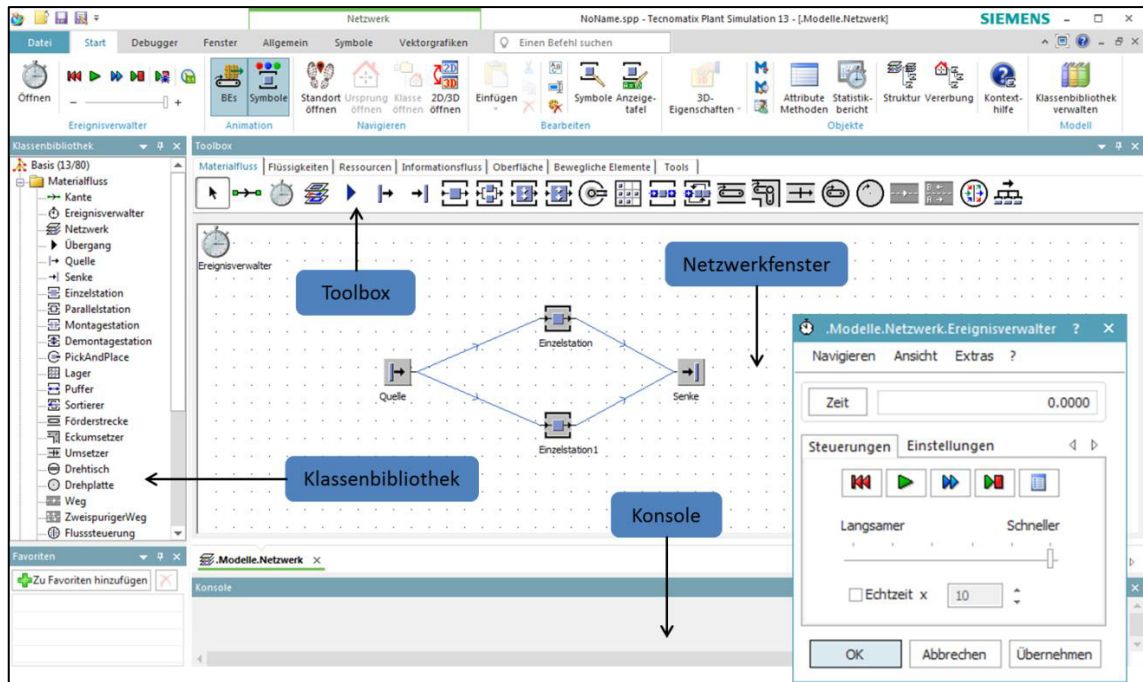 Netzwerk
NoName.spp - Tecnomatix Plant Simulation 13 - [.Modelle.Netzwerk]
SIEMENS
Datei Start Debugger Fenster Allgemein Symbole Vektorgrafiken Einen Befehl suchen
Öffnen
BEs Symbole
Standort öffnen
Ursprung öffnen
Klasse öffnen
2D/3D öffnen
Einfügen
Symbole
Anzeige-
tafel
3D-
Eigenschaften
Attribute
Methoden
Statistik-
bericht
Struktur Vererbung
Kontext-
hilfe
Klassenbibliothek
verwalten
Ereignisverwalter Animation Navigieren Bearbeiten Objekte Modell
Klassenbibliothek
Basis (13/80)
Materialfluss
Kante
Ereignisverwalter
Netzwerk
Übergang
Quelle
Senke
Einzelstation
Parallelstation
Montagestation
Demontagestation
PickAndPlace
Lager
Puffer
Sortierer
Förderstrecke
Eckumsetzer
Umsetzer
Drehtisch
Drehplatte
Weg
ZweispurigerWeg
Flusssteuerung
Favoriten
Zu Favoriten hinzufügen
Toolbox
Materialfluss Flüssigkeiten Ressourcen Informationsfluss Oberfläche Bewegliche Elemente Tools
Ereignisverwalter
Toolbox
Netzwerkfenster
Einzelstation
Quelle
Senke
Einzelstation1
Klassenbibliothek
Konsole
.Modelle.Netzwerk
Konsole
.Modelle.Netzwerk.Ereignisverwalter ?
Navigieren Ansicht Extras ?
Zeit 0.0000
Steuerungen Einstellungen
Langsamer Schneller
Echtzeit x 10
OK Abbrechen Übernehmen